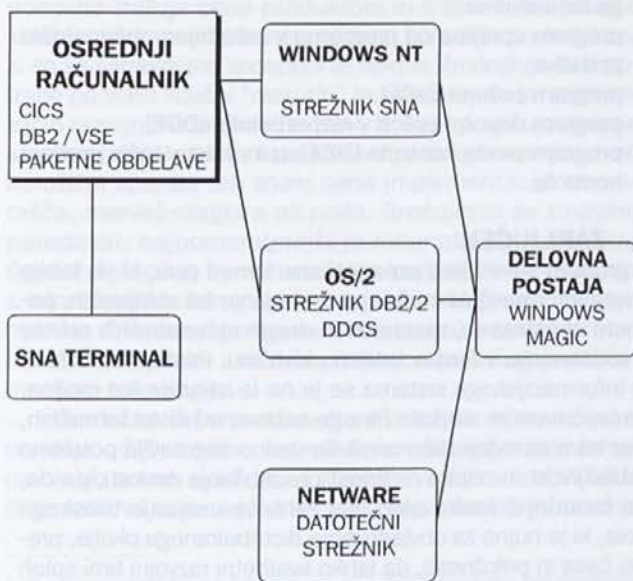 OSREDNJI
RAČUNALNIK
CICS
DB2 / VSE
PAKETNE OBDELAVE
WINDOWS NT
STREŽNIK SNA
OS/2
STREŽNIK DB2/2
DDCS
DELOVNA
POSTAJA
WINDOWS
MAGIC
SNA TERMINAL
NETWARE
DATOTEČNI
STREŽNIK